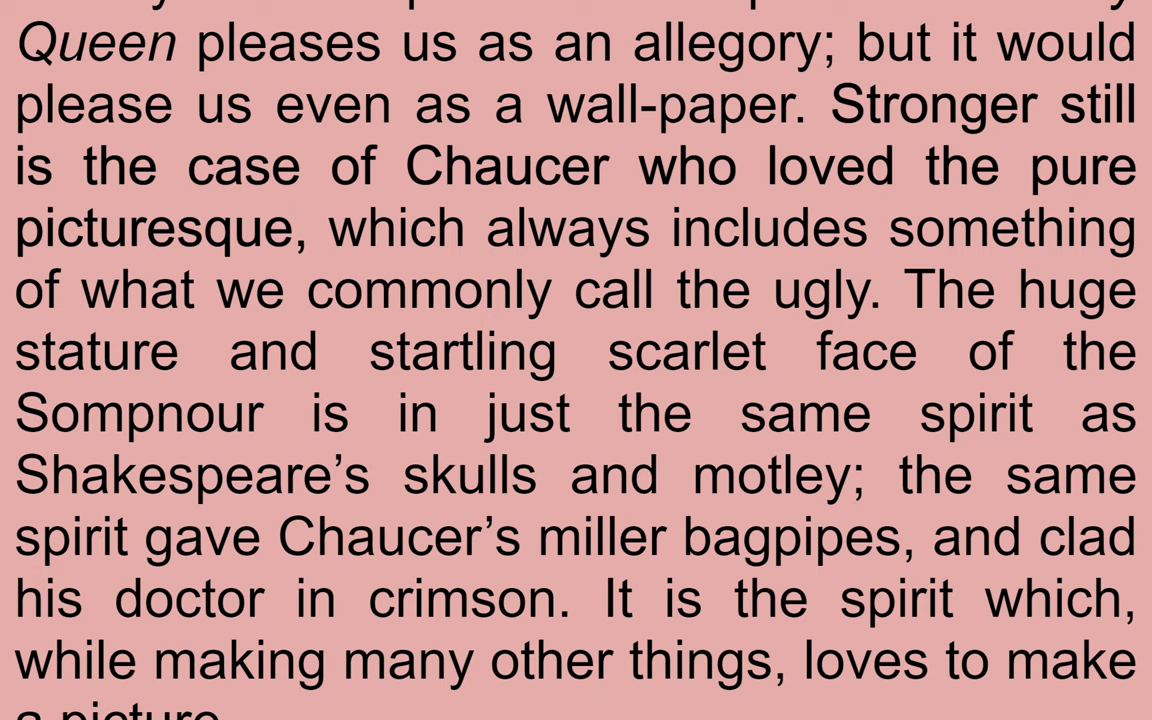 Queen pleases us as an allegory; but it would
please us even as a wall-paper. Stronger still
is the case of Chaucer who loved the pure
picturesque, which always includes something
of what we commonly call the ugly. The huge
stature and startling scarlet face of the
Sompnour is in just the same spirit as
Shakespeare’s skulls and motley; the same
spirit gave Chaucer’s miller bagpipes, and clad
his doctor in crimson. It is the spirit which,
while making many other things, loves to make
a picture.